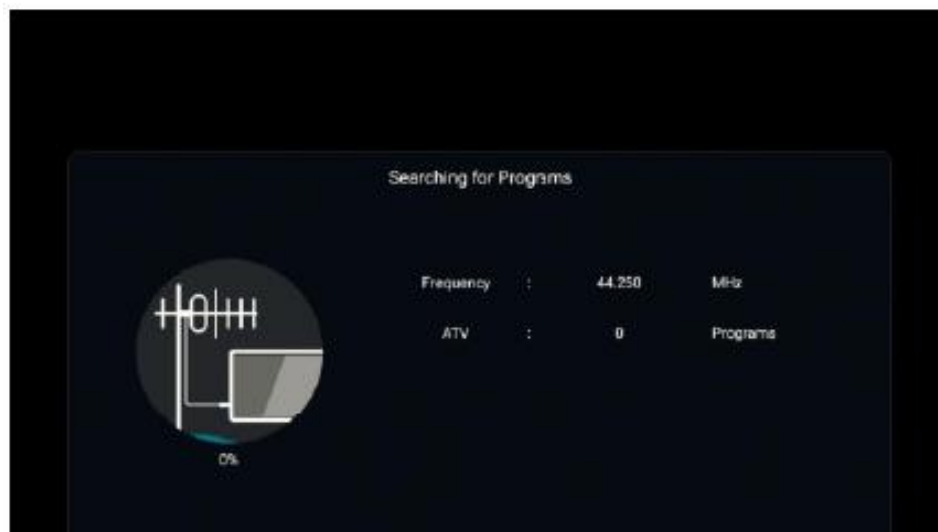 Searching for Programs
Frequency : 44.250 MHz
ATV : 0 Programs
0%